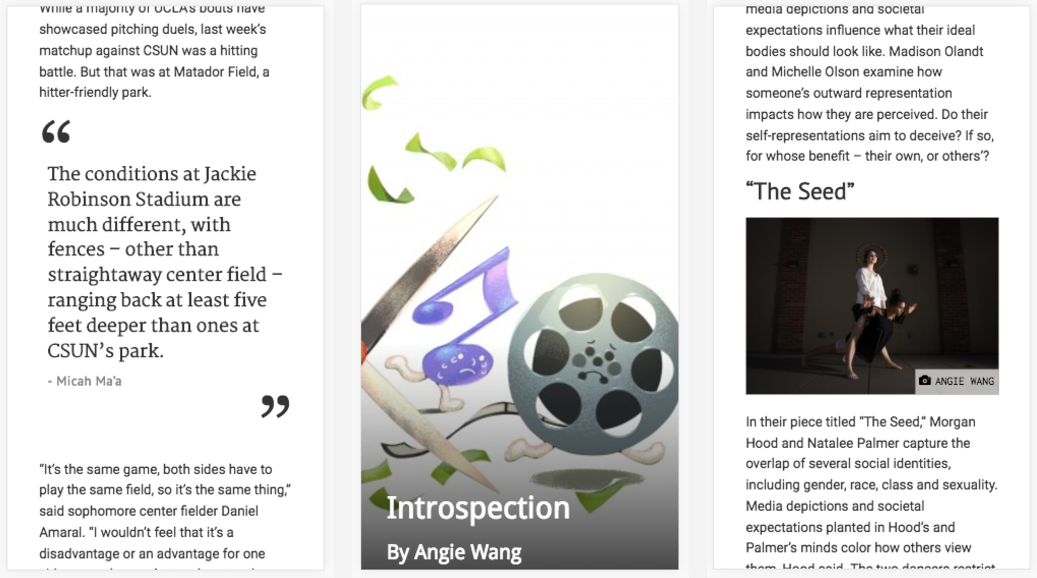 While a majority of UCLA's bouts have
showcased pitching duels, last week's
matchup against CSUN was a hitting
battle. But that was at Matador Field, a
hitter-friendly park.
“
The conditions at Jackie
Robinson Stadium are
much different, with
fences – other than
straightaway center field –
ranging back at least five
feet deeper than ones at
CSUN’s park.
- Micah Ma'a
”
“It’s the same game, both sides have to
play the same field, so it’s the same thing,”
said sophomore center fielder Daniel
Amaral. “I wouldn’t feel that it’s a
disadvantage or an advantage for one
Introspection
By Angie Wang
media depictions and societal
expectations influence what their ideal
bodies should look like. Madison Olandt
and Michelle Olson examine how
someone’s outward representation
impacts how they are perceived. Do their
self-representations aim to deceive? If so,
for whose benefit – their own, or others’?
“The Seed”
ANGIE WANG
In their piece titled “The Seed,” Morgan
Hood and Natalee Palmer capture the
overlap of several social identities,
including gender, race, class and sexuality.
Media depictions and societal
expectations planted in Hood’s and
Palmer’s minds color how others view
them, Hood said. The two dancers restrict